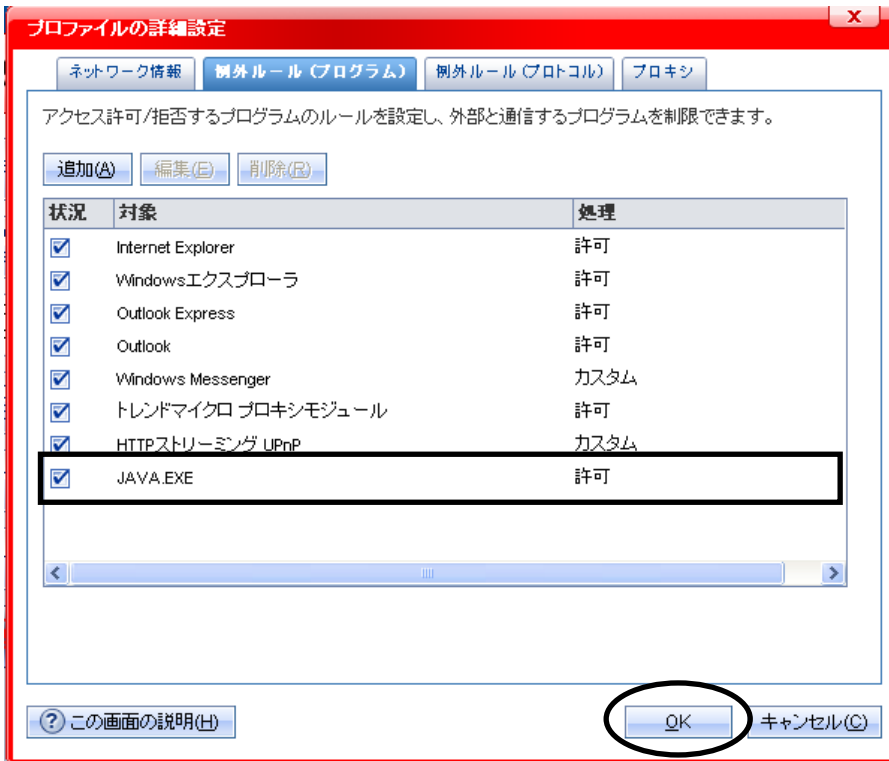 プロファイルの詳細設定
X
ネットワーク情報 例外ルール(プログラム) 例外ルール(プロトコル) プロキシ
アクセス許可/拒否するプログラムのルールを設定し、外部と通信するプログラムを制限できます。
追加(A) 編集(E) 削除(R)
状況 対象 処理
Internet Explorer 許可
Windowsエクスプローラ 許可
Outlook Express 許可
Outlook 許可
Windows Messenger カスタム
トレンドマイクロ プロキシモジュール 許可
HTTPストリーミング UPnP カスタム
JAVA.EXE 許可
?この画面の説明(H) OK キャンセル(C)